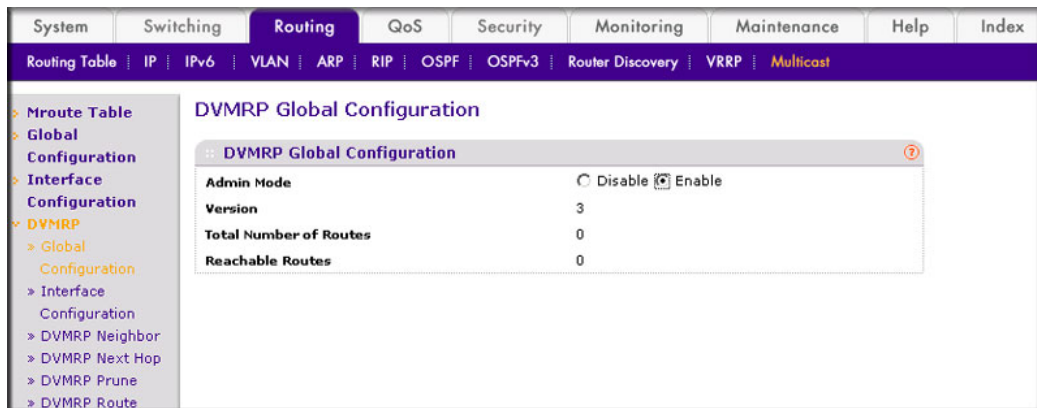 System Switching Routing QoS Security Monitoring Maintenance Help Index
Routing Table IP IPv6 VLAN ARP RIP OSPF OSPFv3 Router Discovery VRRP Multicast
Mroute Table
Global
Configuration
Interface
Configuration
DVMRP
» Global
Configuration
» Interface
Configuration
» DVMRP Neighbor
» DVMRP Next Hop
» DVMRP Prune
» DVMRP Route
DVMRP Global Configuration
DVMRP Global Configuration ?
Admin Mode Disable Enable
Version 3
Total Number of Routes 0
Reachable Routes 0